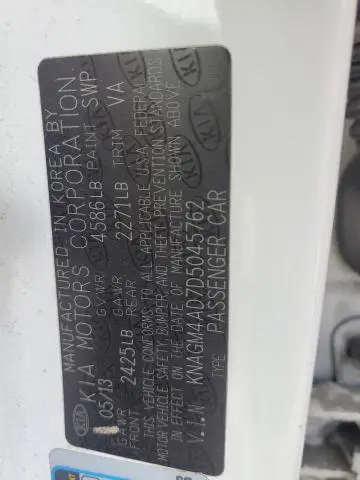 MANUFACTURED IN KOREA BY
KIA MOTORS CORPORATION
05/13 GVWR 4586LB PAINT SWP
GAWR FRONT 2425LB GAWR REAR 2271LB TRIM VA
THIS VEHICLE CONFORMS TO ALL APPLICABLE U.S.A. FEDERAL
MOTOR VEHICLE SAFETY, BUMPER, AND THEFT PREVENTION STANDARDS
IN EFFECT ON THE DATE OF MANUFACTURE SHOWN ABOVE
V.I.N. KNAGM4AD7D5045762
TYPE PASSENGER CAR